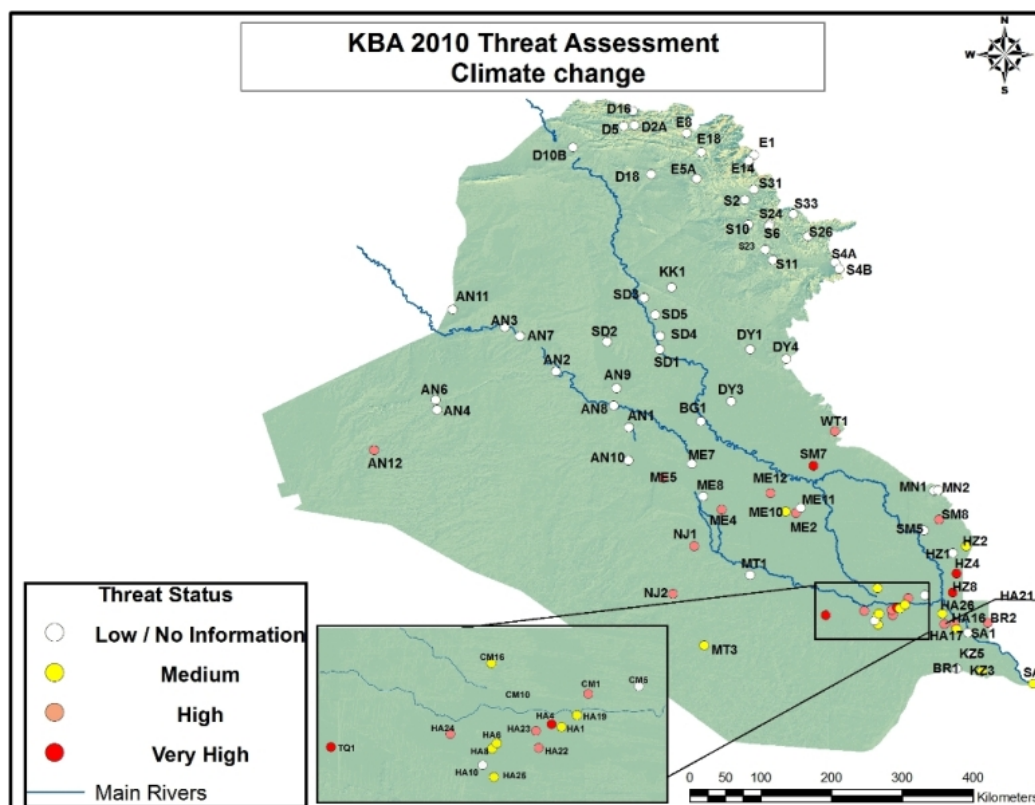 KBA 2010 Threat Assessment
Climate change
N
W
E
S
D16
D5
D2A
E8
E18
E1
D10B
E14
D18
E5A
S31
S2
S33
S24
S10
S6
S26
S23
S11
S4A
S4B
KK1
SD3
AN11
SD5
AN3
AN7
SD2
SD4
DY1
SD1
DY4
AN2
AN9
AN6
DY3
AN4
AN8
BG1
AN1
WT1
AN12
AN10
ME7
SM7
ME5
ME12
MN1
MN2
ME8
ME11
ME4
ME10
ME2
SM8
SM5
NJ1
HZ2
HZ1
MT1
HZ4
HZ8
NJ2
HA21
HA26
HA16
BR2
HA17
SA1
MT3
KZ5
BR1
KZ3
SA
Threat Status
Low / No Information
Medium
High
Very High
Main Rivers
CM16
CM1
CM5
CM10
HA4
HA19
HA24
HA23
HA1
HA6
TQ1
HA8
HA22
HA10
HA25
0
100
200
300
400
Kilometers